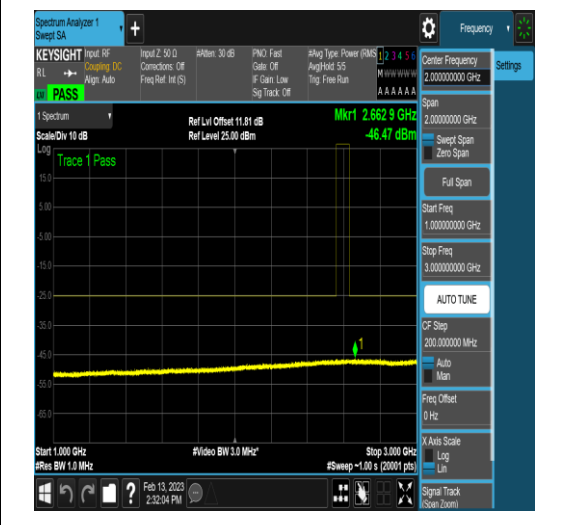 Spectrum Analyzer 1
Swept SA
+
Frequency
KEYSIGHT
RL
Input: RF
Coupling: DC
Align: Auto
Input Z: 50 Ω
Corrections: Off
Freq Ref: Int (S)
#Atten: 30 dB
PNO: Fast
Gate: Off
IF Gain: Low
Sig Track: Off
#Avg Type: Power (RMS
Avg|Hold: 5/5
Trig: Free Run
1 2 3 4 5 6
M w w w w w
A A A A A A
PASS
1 Spectrum
Scale/Div 10 dB
Ref Lvl Offset 11.81 dB
Ref Level 25.00 dBm
Mkr1 2.662 9 GHz
-46.47 dBm
Log
Trace 1 Pass
15.0
5.00
-5.00
-15.0
-25.0
-35.0
-45.0
-55.0
-65.0
1
Start 1.000 GHz
#Res BW 1.0 MHz
#Video BW 3.0 MHz*
Stop 3.000 GHz
#Sweep ~1.00 s (20001 pts)
?
Feb 13, 2023
2:32:04 PM
Center Frequency
2.000000000 GHz
Span
2.00000000 GHz
Swept Span
Zero Span
Full Span
Start Freq
1.000000000 GHz
Stop Freq
3.000000000 GHz
AUTO TUNE
CF Step
200.000000 MHz
Auto
Man
Freq Offset
0 Hz
X Axis Scale
Log
Lin
Signal Track
(Span Zoom)
Settings